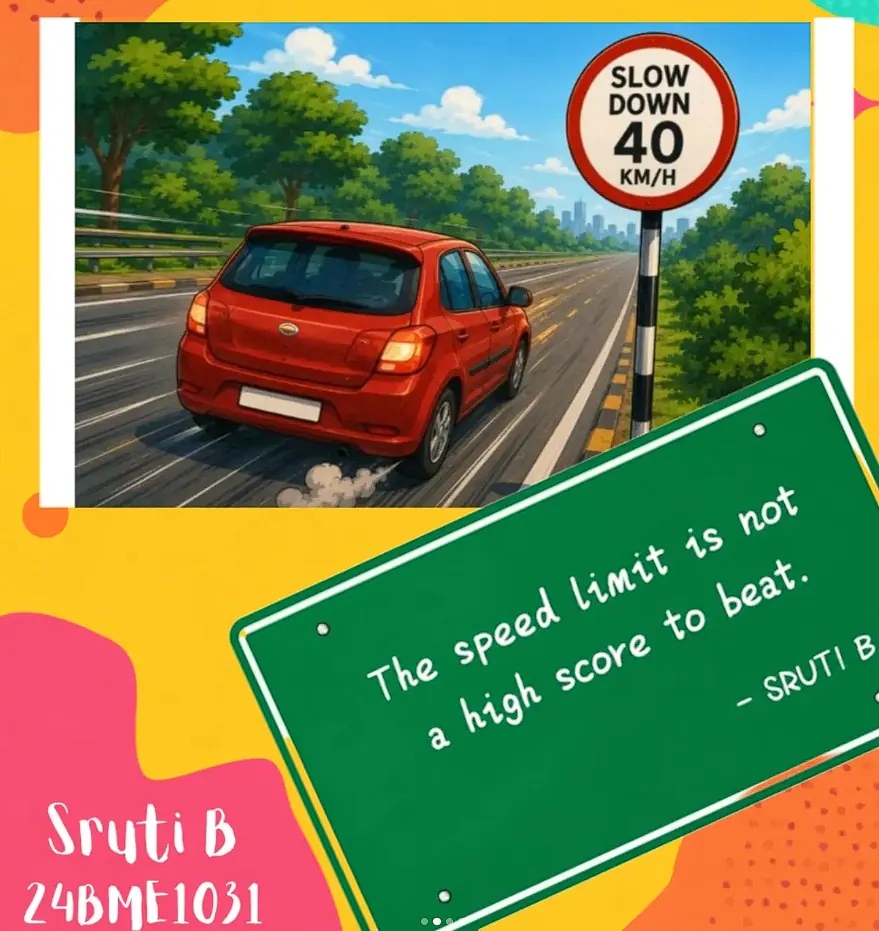 SLOW
DOWN
40
KM/H
The speed limit is not
a high score to beat.
- SRUTI B
Sruti B
24BME1031